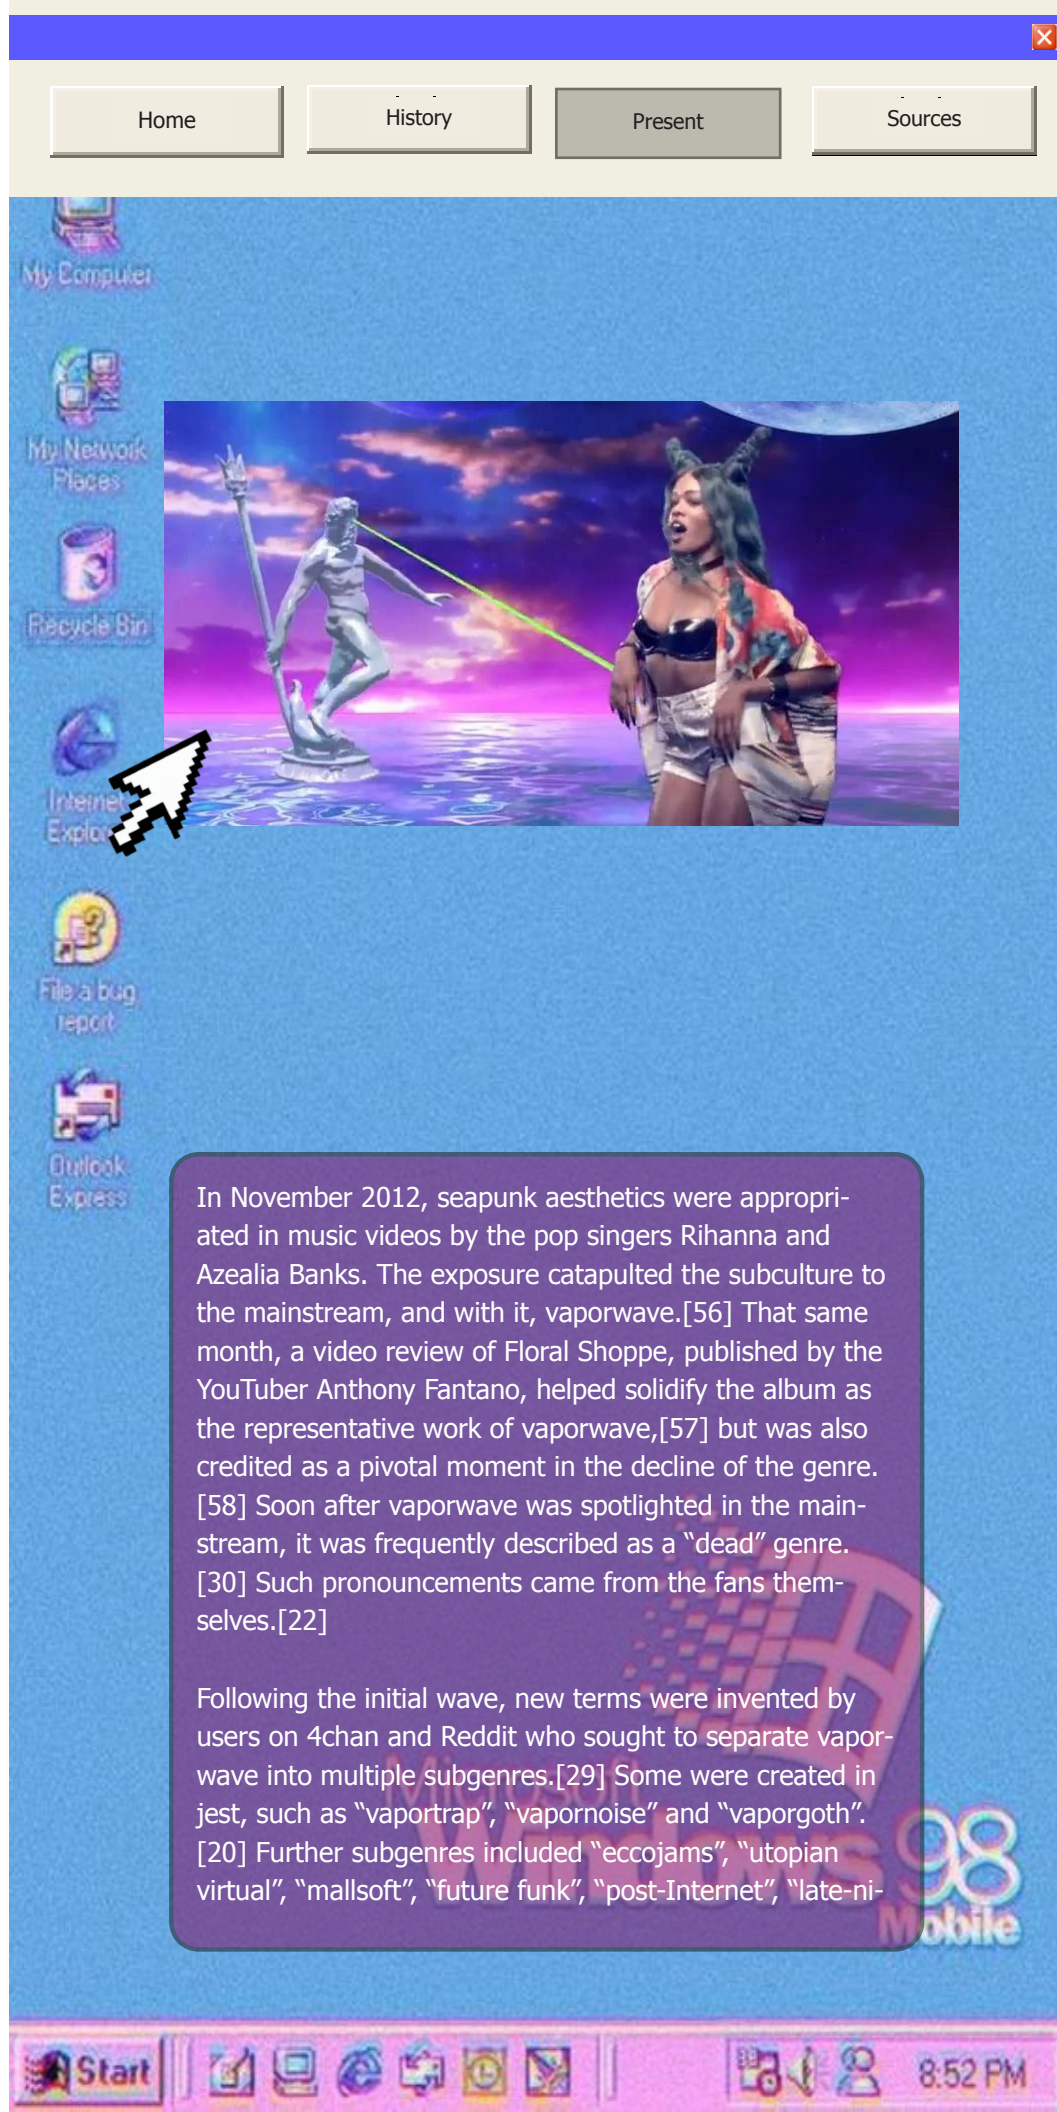 Home
History
Present
Sources
My Computer
My Network
Places
Recycle Bin
Internet
Explo
File a bug
report
Outlook
Express
In November 2012, seapunk aesthetics were appropri-
ated in music videos by the pop singers Rihanna and
Azealia Banks. The exposure catapulted the subculture to
the mainstream, and with it, vaporwave.[56] That same
month, a video review of Floral Shoppe, published by the
YouTuber Anthony Fantano, helped solidify the album as
the representative work of vaporwave,[57] but was also
credited as a pivotal moment in the decline of the genre.
[58] Soon after vaporwave was spotlighted in the main-
stream, it was frequently described as a “dead” genre.
[30] Such pronouncements came from the fans them-
selves.[22]
Following the initial wave, new terms were invented by
users on 4chan and Reddit who sought to separate vapor-
wave into multiple subgenres.[29] Some were created in
jest, such as “vaportrap”, “vapornoise” and “vaporgoth”.
[20] Further subgenres included “eccojams”, “utopian
virtual”, “mallsoft”, “future funk”, “post-Internet”, “late-ni-
Microsoft
Windows 98
Mobile
Start
8:52 PM